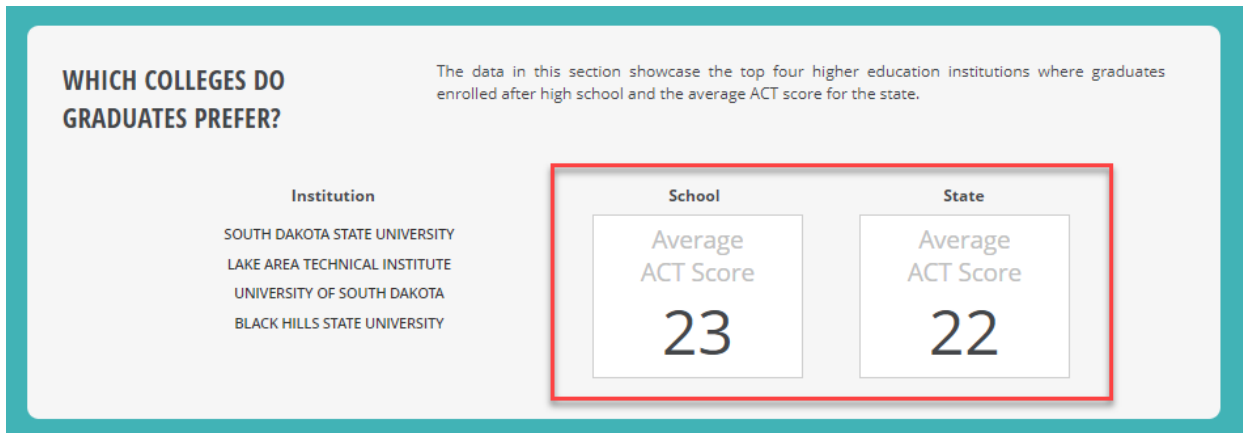 WHICH COLLEGES DO
GRADUATES PREFER?
The data in this section showcase the top four higher education institutions where graduates
enrolled after high school and the average ACT score for the state.
Institution
SOUTH DAKOTA STATE UNIVERSITY
LAKE AREA TECHNICAL INSTITUTE
UNIVERSITY OF SOUTH DAKOTA
BLACK HILLS STATE UNIVERSITY
School
Average
ACT Score
23
State
Average
ACT Score
22